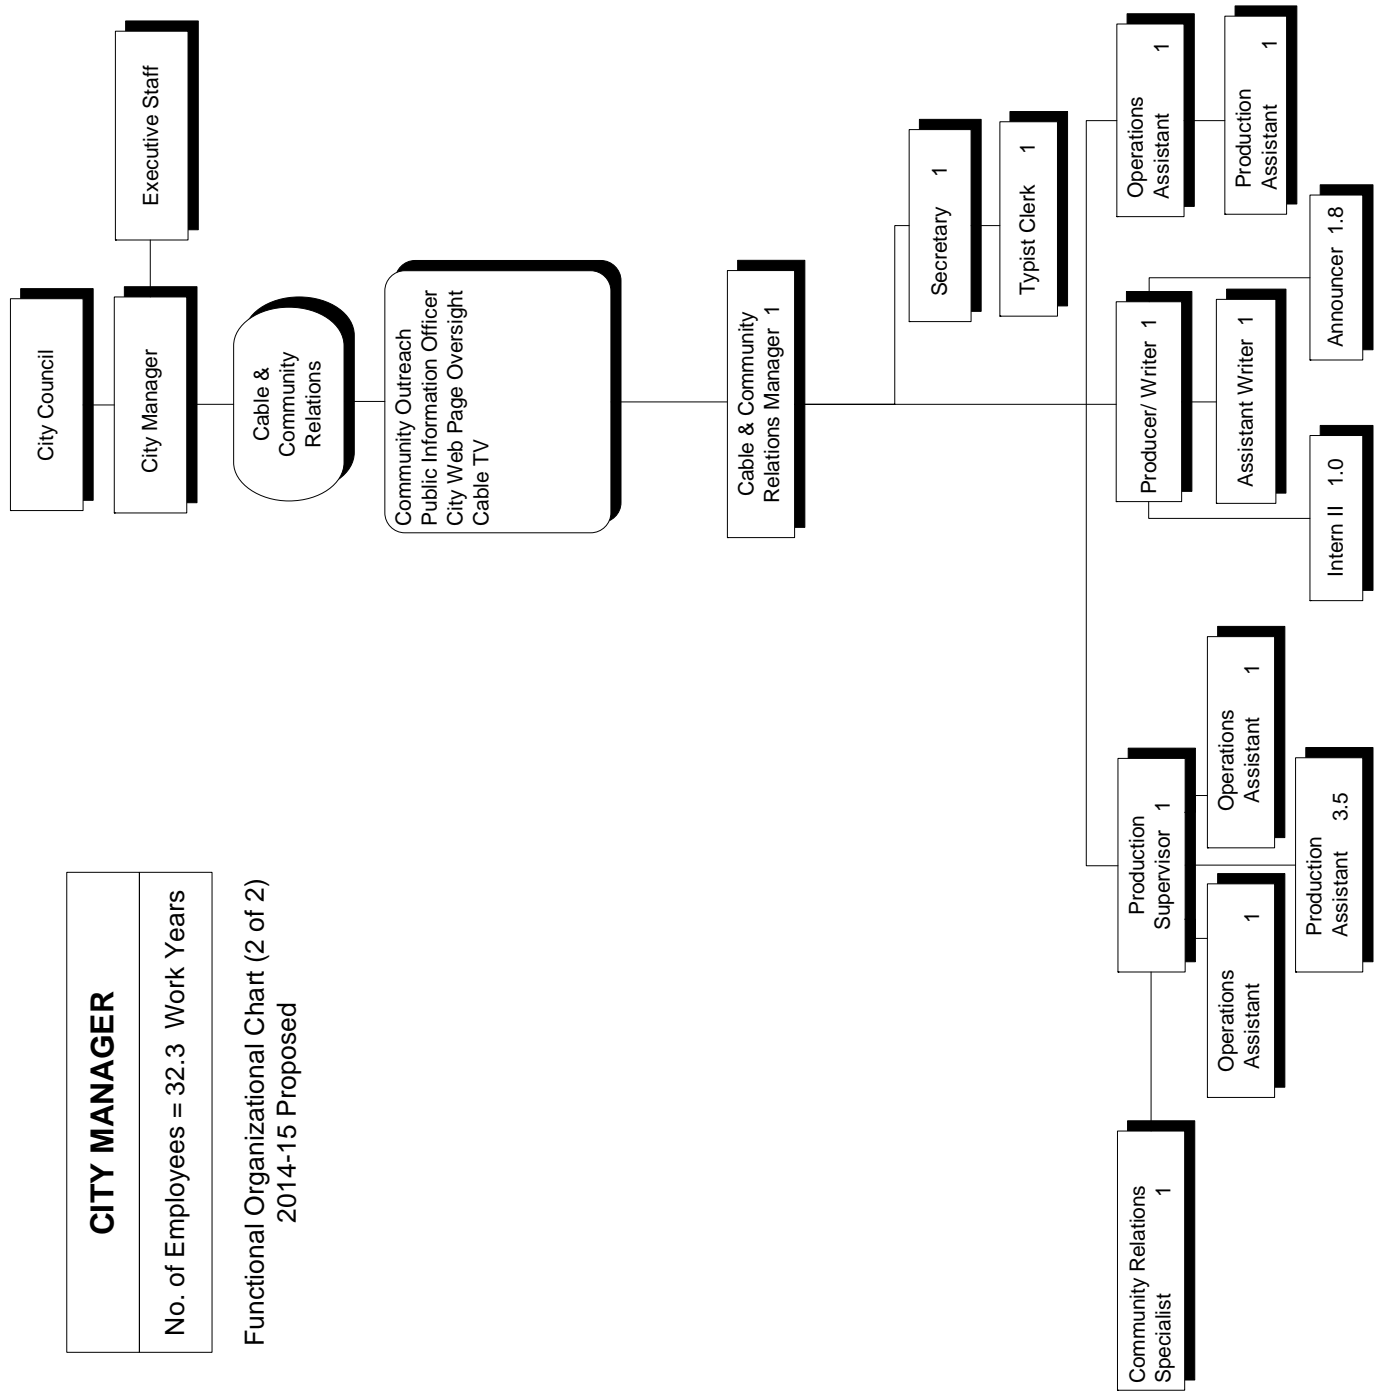 CITY MANAGER
No. of Employees = 32.3 Work Years
Functional Organizational Chart (2 of 2)
2014-15 Proposed
City Council
City Manager
Executive Staff
Cable &
Community
Relations
Community Outreach
Public Information Officer
City Web Page Oversight
Cable TV
Cable & Community
Relations Manager 1
Secretary 1
Typist Clerk 1
Community Relations
Specialist 1
Production
Supervisor 1
Operations
Assistant 1
Operations
Assistant 1
Production
Assistant 3.5
Producer/ Writer 1
Assistant Writer 1
Intern II 1.0
Announcer 1.8
Operations
Assistant 1
Production
Assistant 1